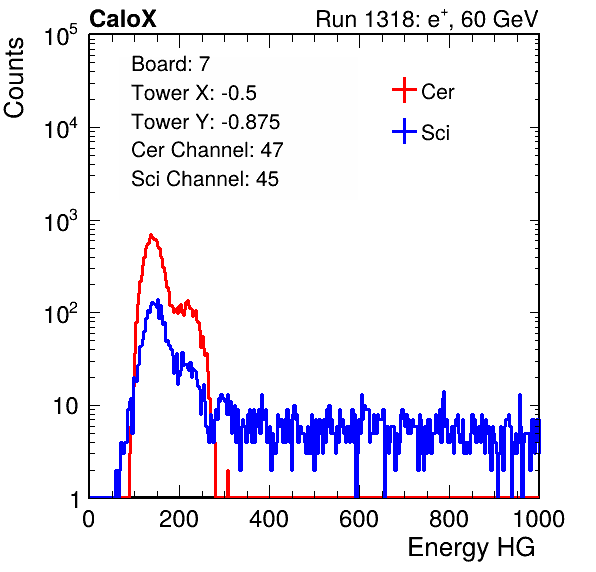 CaloX Run 1318: e⁺, 60 GeV
Counts
Board: 7
Tower X: -0.5
Tower Y: -0.875
Cer Channel: 47
Sci Channel: 45
Cer
Sci
10⁵
10⁴
10³
10²
10
1
0 200 400 600 800 1000
Energy HG